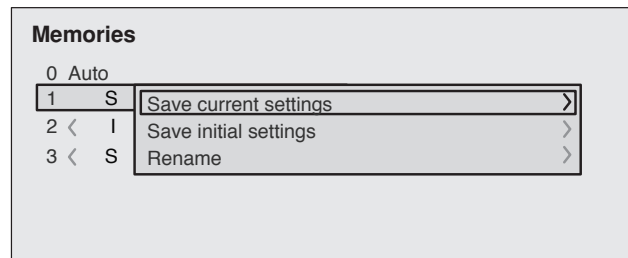 Memories
0 Auto
1 S Save current settings
2 I Save initial settings
3 S Rename